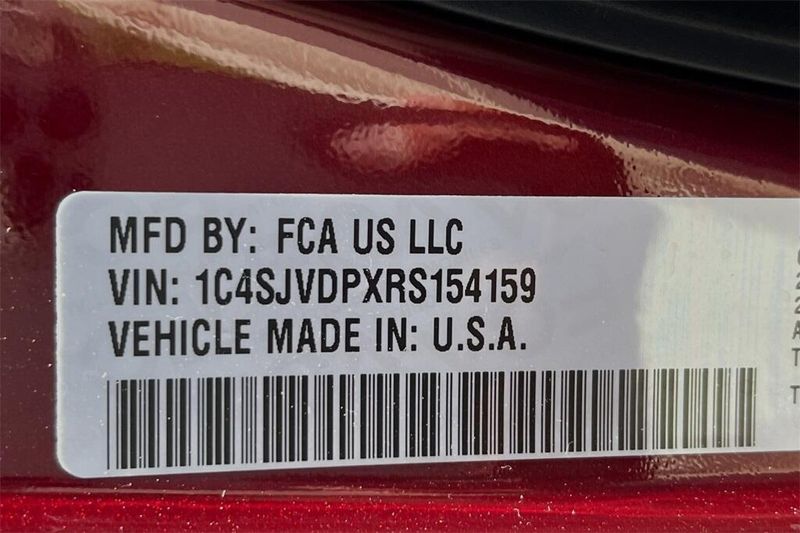 MFD BY: FCA US LLC
VIN: 1C4SJVDPXRS154159
VEHICLE MADE IN: U.S.A.